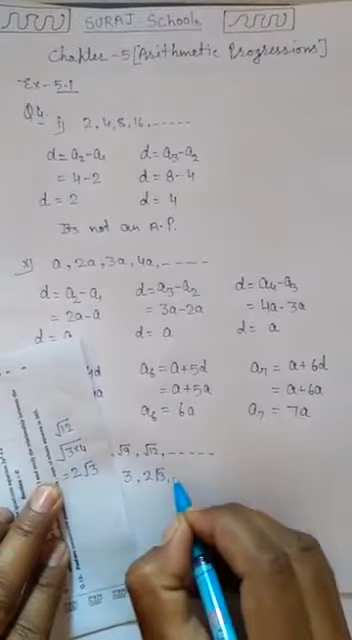 SURAJ Schools
Chapter - 5 [Arithmetic Progressions]
Ex - 5.1
Q4. i) 2, 4, 8, 16, -----
d = a₂-a₁ d = a₃-a₂
= 4-2 d = 8-4
d = 2 d = 4
Its not an A.P.
x) a, 2a, 3a, 4a, -----
d = a₂-a₁ d = a₃-a₂ d = a₄-a₃
= 2a-a = 3a-2a = 4a-3a
d = a d = a d = a
a₆ = a+5d a₇ = a+6d
= a+5a = a+6a
a₆ = 6a a₇ = 7a
√12
√3×4
= 2√3
, √9, √12, -----
3, 2√3,